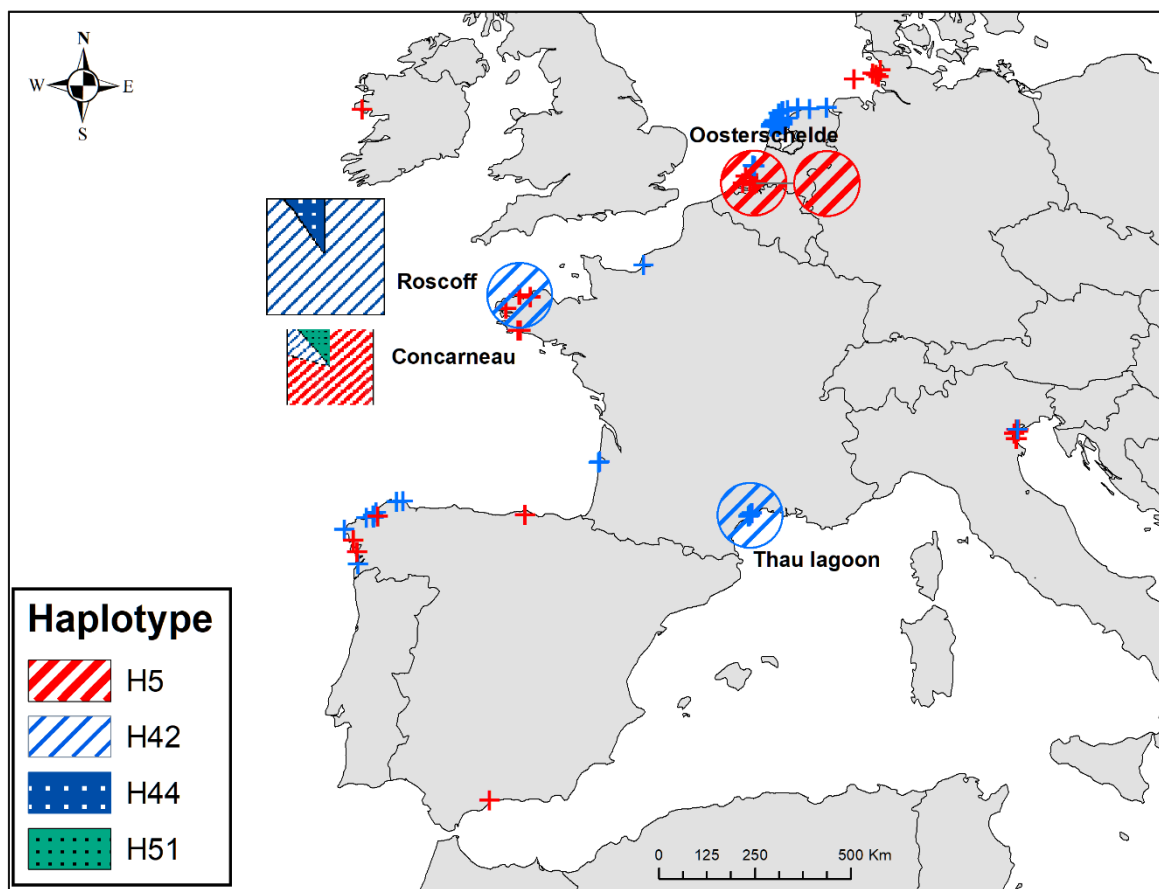 N
W E
S
Oosterschelde
Roscoff
Concarneau
Thau lagoon
Haplotype
H5
H42
H44
H51
0 125 250 500 Km